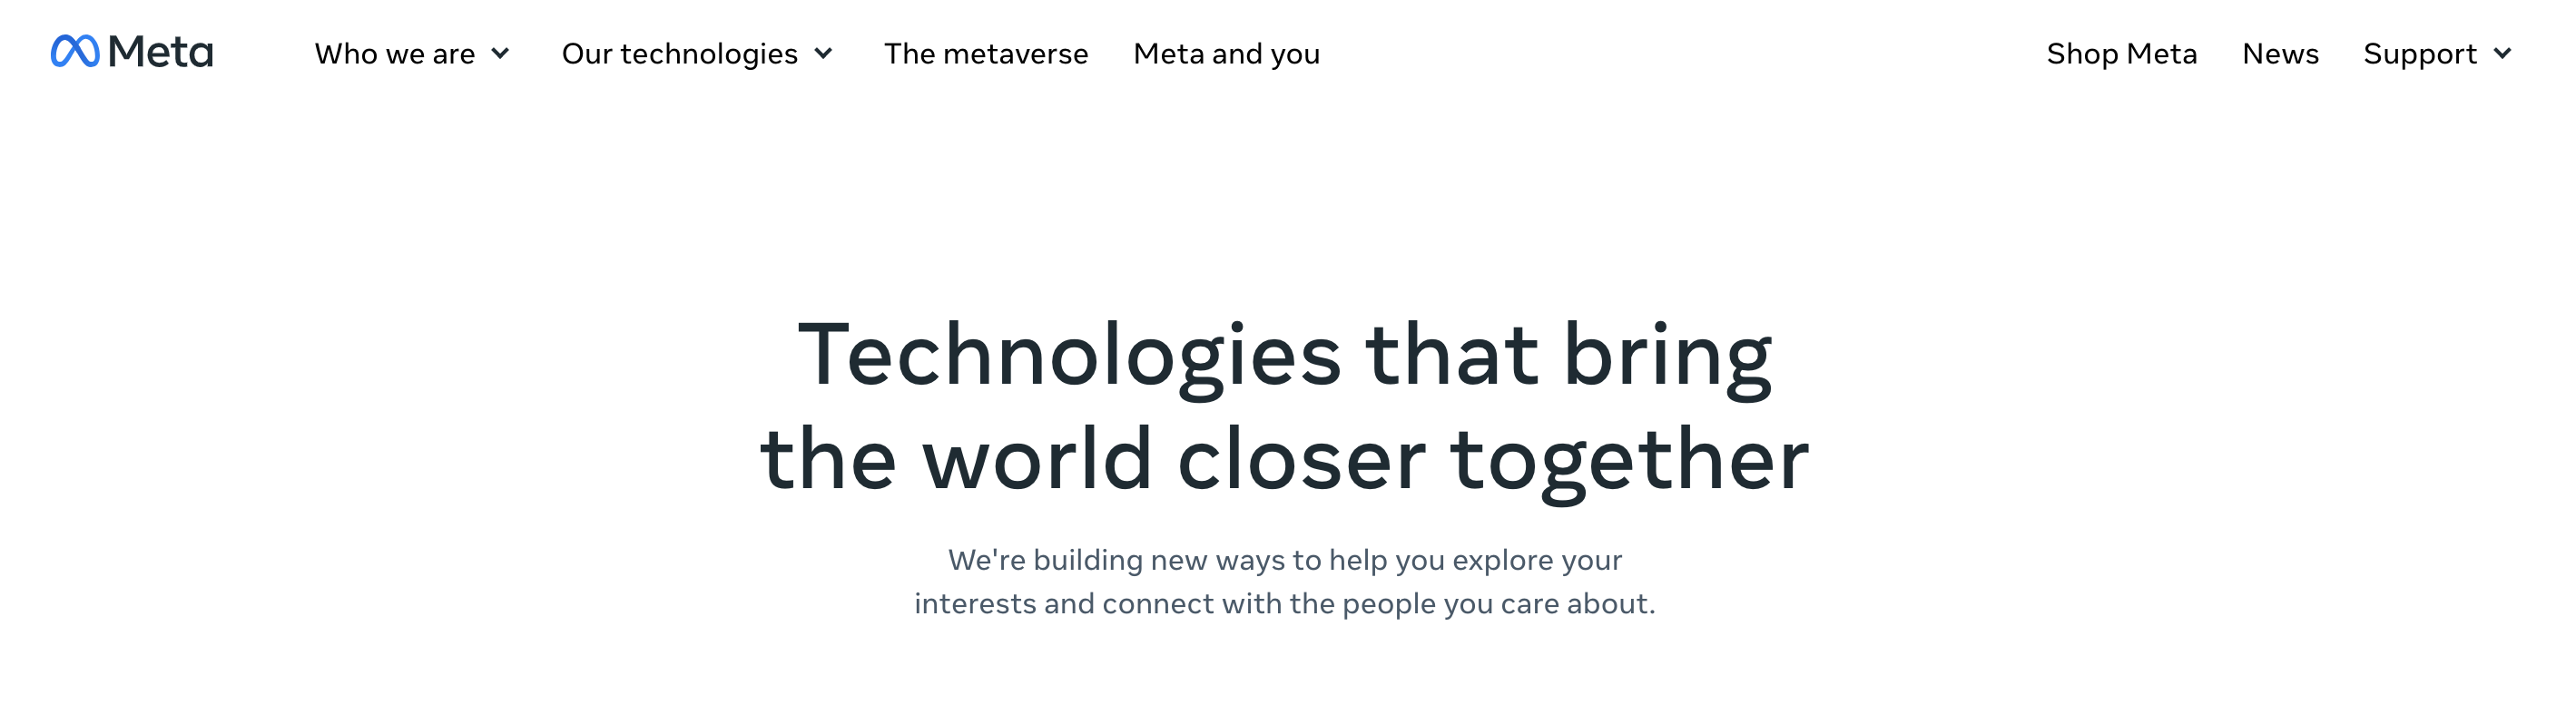 Meta
Who we are
Our technologies
The metaverse
Meta and you
Shop Meta
News
Support
Technologies that bring
the world closer together
We're building new ways to help you explore your
interests and connect with the people you care about.